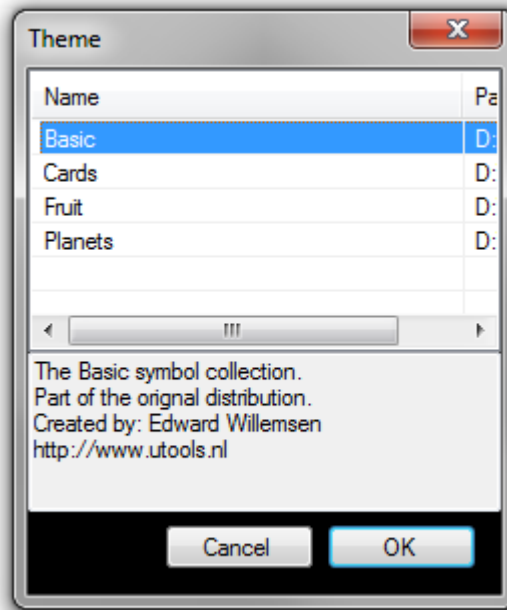 Theme
Name Pa
Basic D:
Cards D:
Fruit D:
Planets D:
The Basic symbol collection.
Part of the orignal distribution.
Created by: Edward Willemsen
http://www.utools.nl
Cancel OK